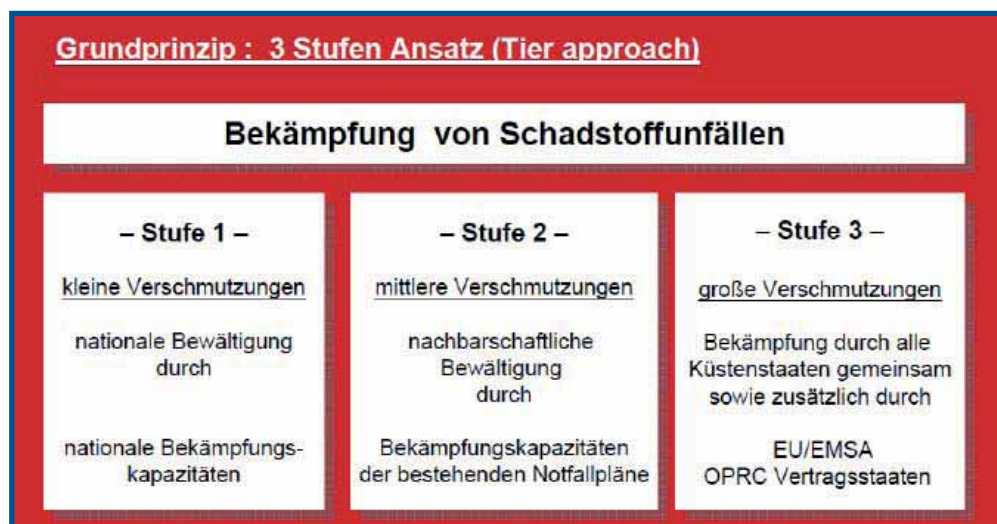 Grundprinzip : 3 Stufen Ansatz (Tier approach)
Bekämpfung von Schadstoffunfällen
– Stufe 1 –
kleine Verschmutzungen
nationale Bewältigung
durch
nationale Bekämpfungs-
kapazitäten
– Stufe 2 –
mittlere Verschmutzungen
nachbarschaftliche
Bewältigung
durch
Bekämpfungskapazitäten
der bestehenden Notfallpläne
– Stufe 3 –
große Verschmutzungen
Bekämpfung durch alle
Küstenstaaten gemeinsam
sowie zusätzlich durch
EU/EMSA
OPRC Vertragsstaaten